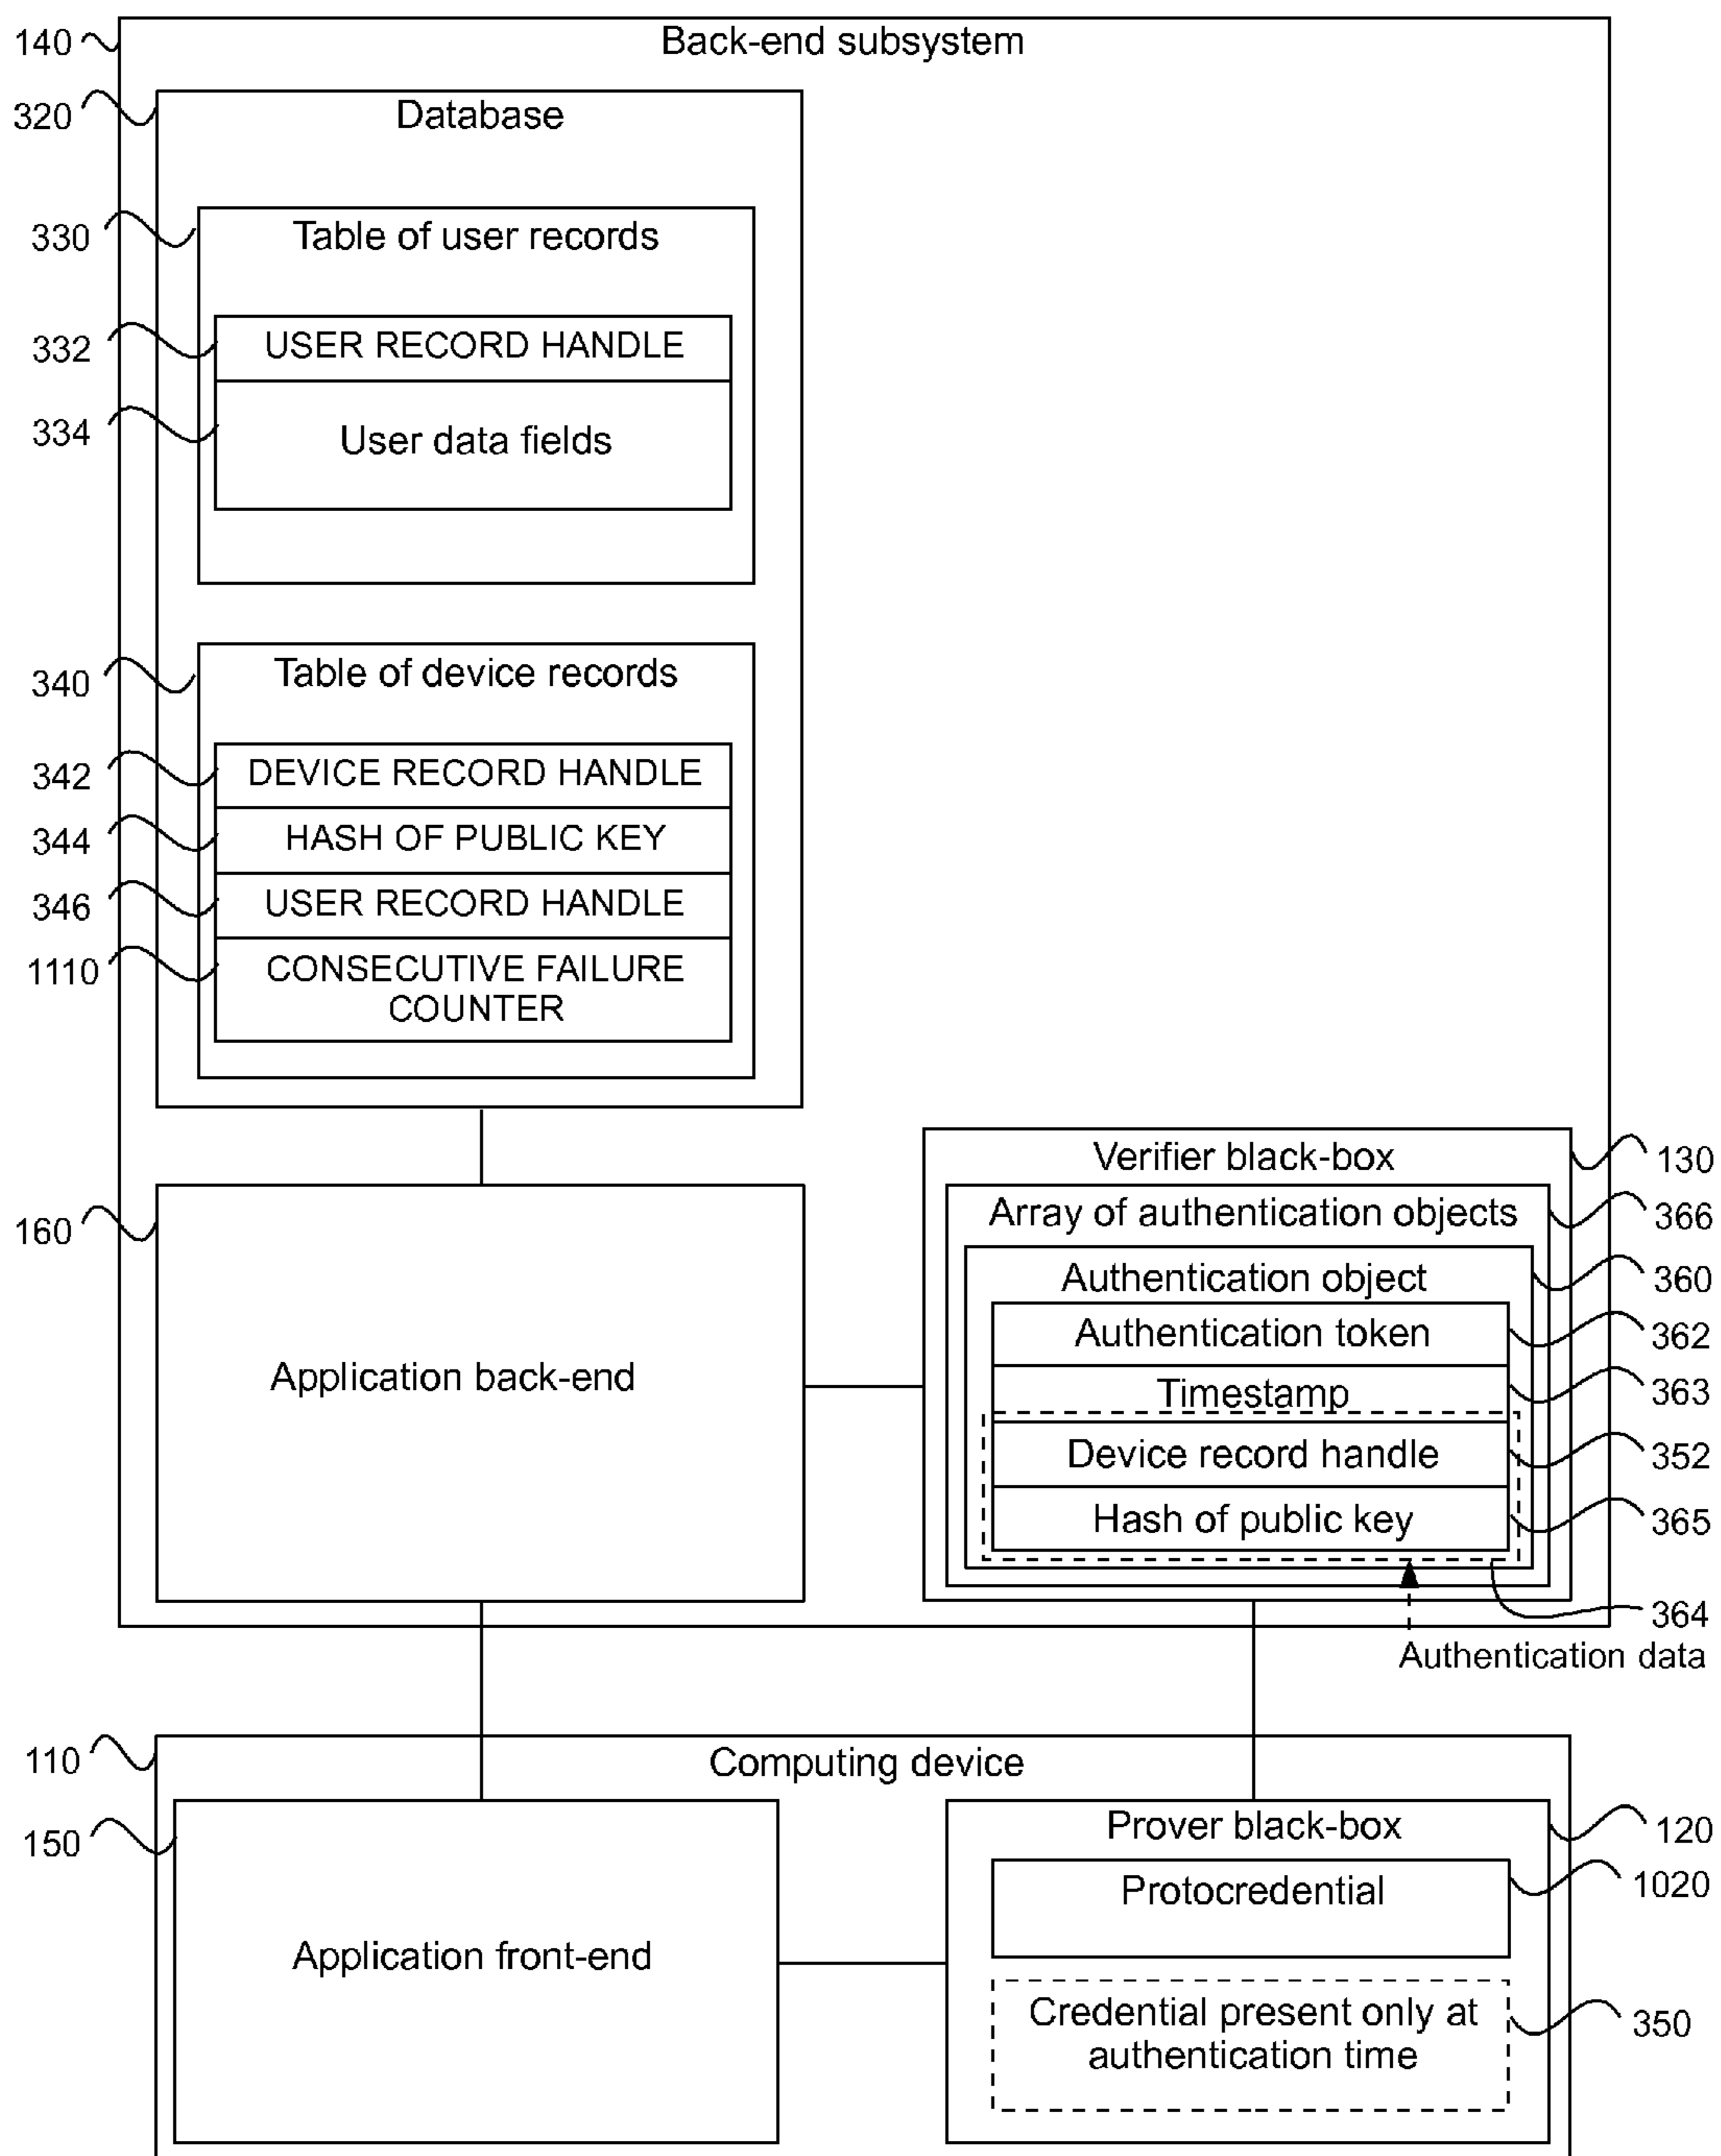 140
Back-end subsystem
320
Database
330
Table of user records
332
USER RECORD HANDLE
334
User data fields
340
Table of device records
342
DEVICE RECORD HANDLE
344
HASH OF PUBLIC KEY
346
USER RECORD HANDLE
1110
CONSECUTIVE FAILURE
COUNTER
Verifier black-box
130
160
Array of authentication objects
366
Authentication object
360
Authentication token
362
Application back-end
Timestamp
363
Device record handle
352
Hash of public key
365
364
Authentication data
110
Computing device
150
Prover black-box
120
Protocredential
1020
Application front-end
Credential present only at
authentication time
350